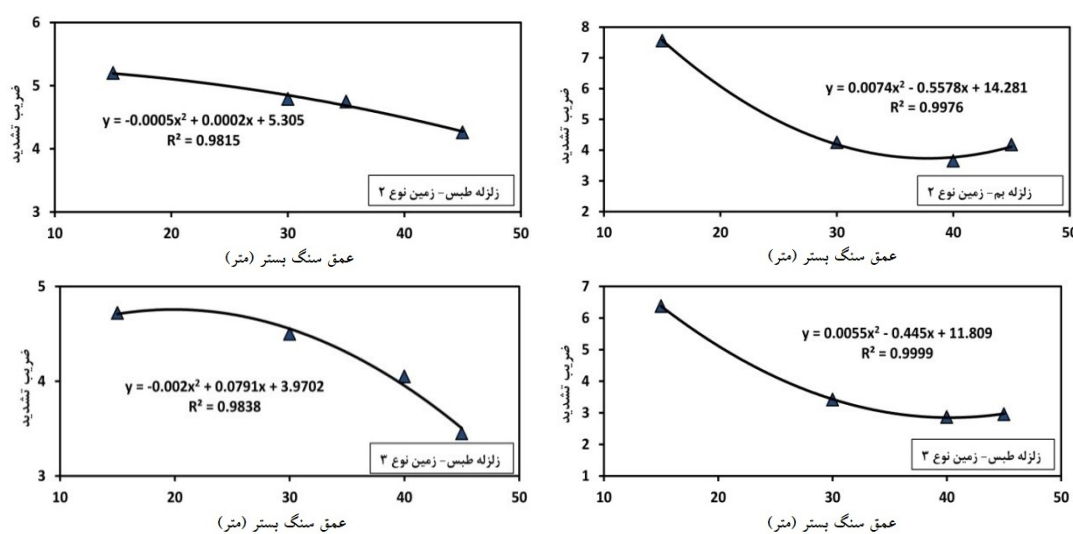 6
5
4
3
ضریب تشدید
y = -0.0005x² + 0.0002x + 5.305
R² = 0.9815
زلزله طبس- زمین نوع ۲
10 20 30 40 50
عمق سنگ بستر (متر)
8
7
6
5
4
3
2
ضریب تشدید
y = 0.0074x² - 0.5578x + 14.281
R² = 0.9976
زلزله بم- زمین نوع ۲
10 20 30 40 50
عمق سنگ بستر (متر)
5
4
3
ضریب تشدید
y = -0.002x² + 0.0791x + 3.9702
R² = 0.9838
زلزله طبس- زمین نوع ۳
10 20 30 40 50
عمق سنگ بستر (متر)
7
6
5
4
3
2
1
ضریب تشدید
y = 0.0055x² - 0.445x + 11.809
R² = 0.9999
زلزله طبس- زمین نوع ۳
10 20 30 40 50
عمق سنگ بستر (متر)